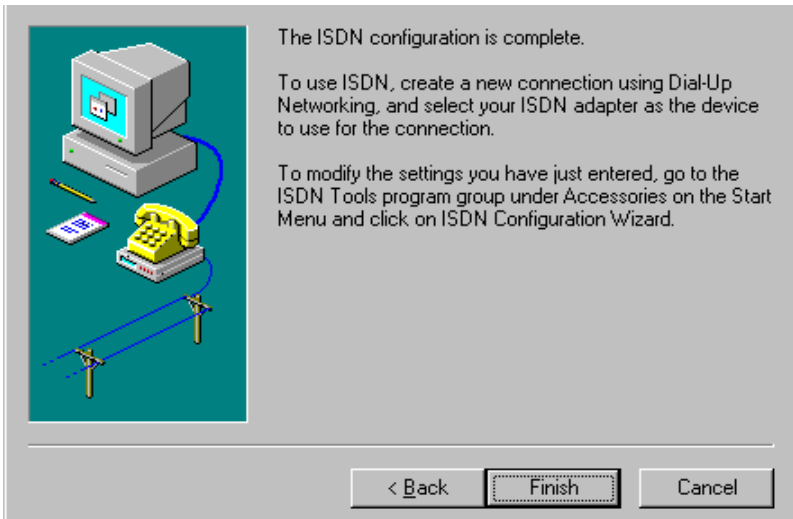 The ISDN configuration is complete.
To use ISDN, create a new connection using Dial-Up
Networking, and select your ISDN adapter as the device
to use for the connection.
To modify the settings you have just entered, go to the
ISDN Tools program group under Accessories on the Start
Menu and click on ISDN Configuration Wizard.
< Back
Finish
Cancel